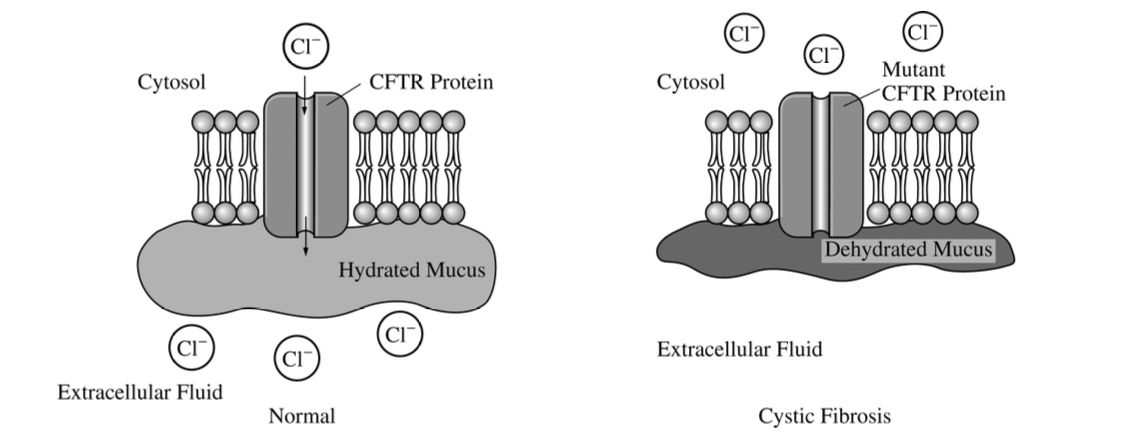 Cl⁻
Cytosol
CFTR Protein
Hydrated Mucus
Cl⁻
Cl⁻
Cl⁻
Extracellular Fluid
Normal
Cl⁻
Cl⁻
Cl⁻
Cytosol
Mutant
CFTR Protein
Dehydrated Mucus
Extracellular Fluid
Cystic Fibrosis